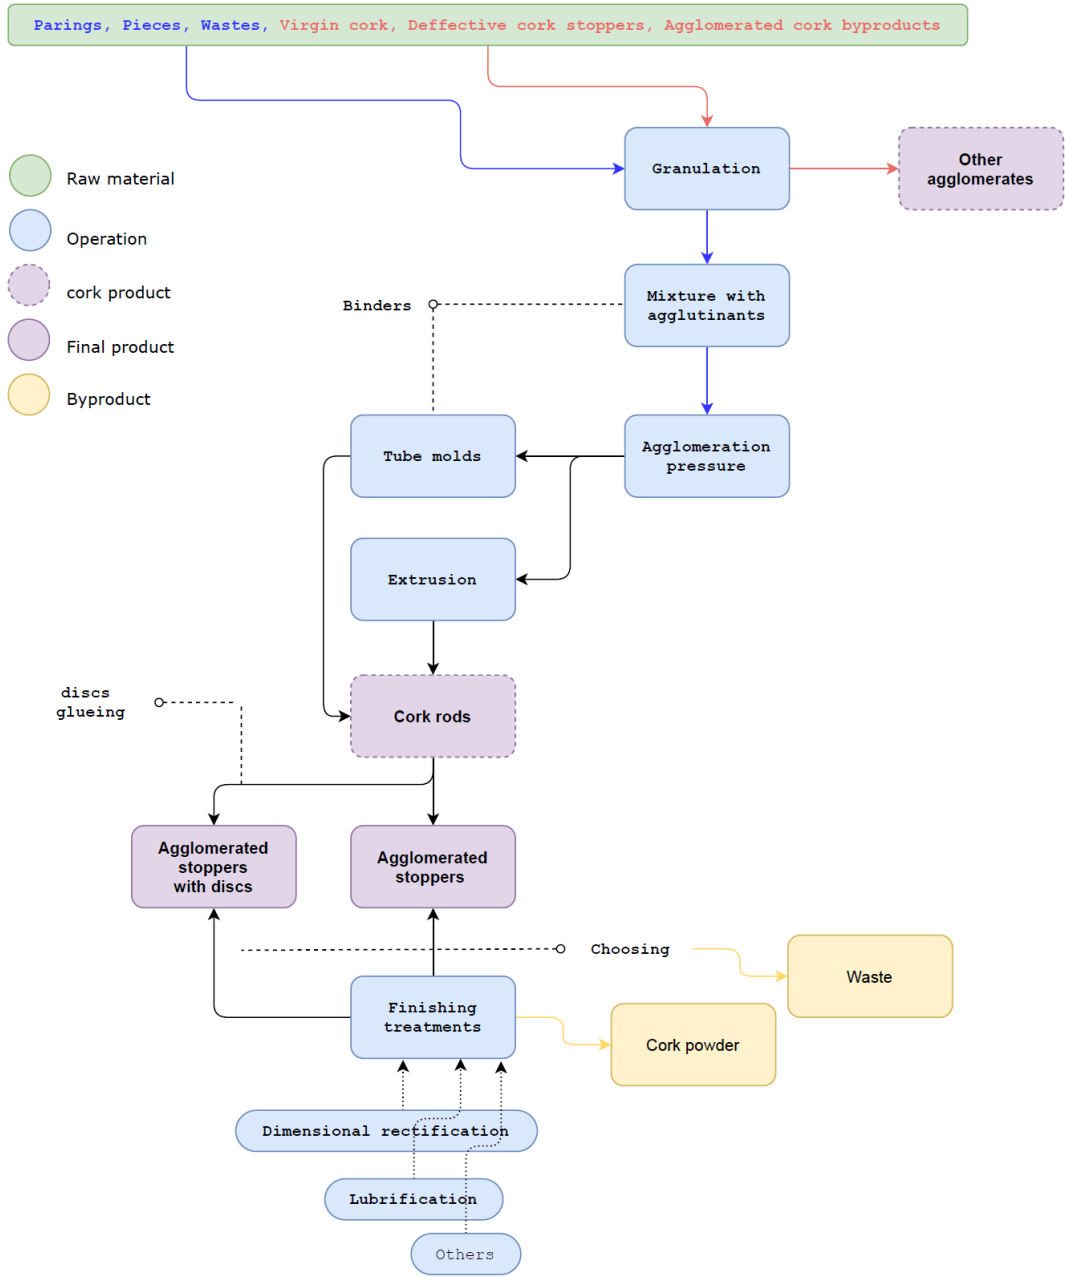 Parings, Pieces, Wastes, Virgin cork, Deffective cork stoppers, Agglomerated cork byproducts
Granulation
Other
agglomerates
Raw material
Operation
cork product
Final product
Byproduct
Binders
Mixture with
agglutinants
Tube molds
Agglomeration
pressure
Extrusion
discs
glueing
Cork rods
Agglomerated
stoppers
with discs
Agglomerated
stoppers
Choosing
Waste
Finishing
treatments
Cork powder
Dimensional rectification
Lubrification
Others